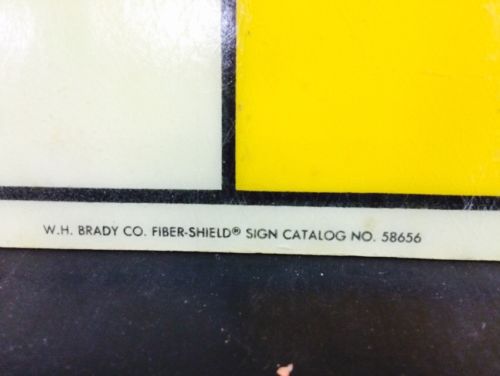 W.H. BRADY CO. FIBER-SHIELD® SIGN CATALOG NO. 58656